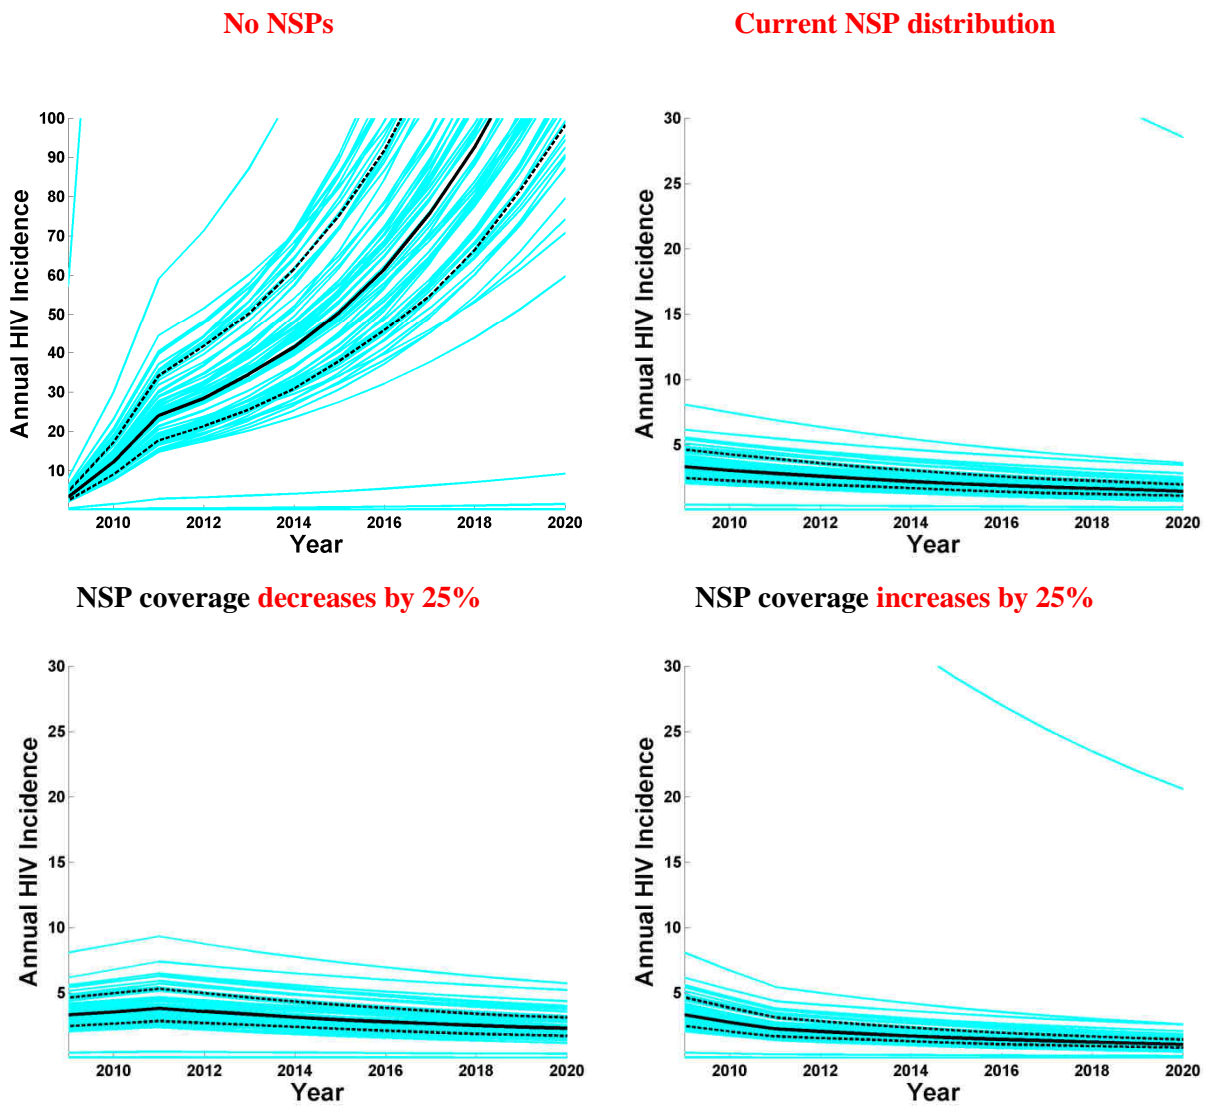 No NSPs
Current NSP distribution
100
90
80
70
60
50
40
30
20
10
Annual HIV Incidence
2010 2012 2014 2016 2018 2020
Year
30
25
20
15
10
5
Annual HIV Incidence
2010 2012 2014 2016 2018 2020
Year
NSP coverage decreases by 25%
NSP coverage increases by 25%
30
25
20
15
10
5
Annual HIV Incidence
2010 2012 2014 2016 2018 2020
Year
30
25
20
15
10
5
Annual HIV Incidence
2010 2012 2014 2016 2018 2020
Year